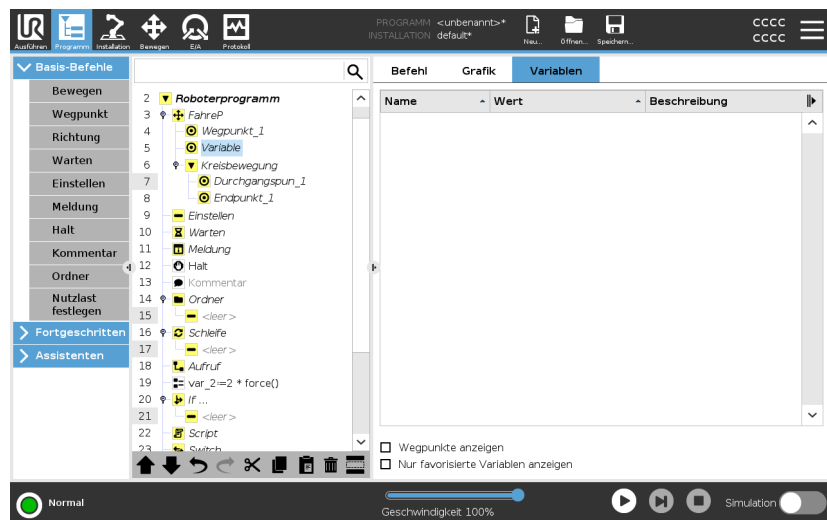 PROGRAMM <unbenannt>*
INSTALLATION default*
CCCC
CCCC
UR
Ausführen Programm Installation Bewegen E/A Protokoll Neu... Öffnen... Speichern...
Basis-Befehle
Bewegen
Wegpunkt
Richtung
Warten
Einstellen
Meldung
Halt
Kommentar
Ordner
Nutzlast
festlegen
Fortgeschritten
Assistenten
2 Roboterprogramm
3 FahreP
4 Wegpunkt_1
5 Variable
6 Kreisbewegung
7 Durchgangspun_1
8 Endpunkt_1
9 Einstellen
10 Warten
11 Meldung
12 Halt
13 Kommentar
14 Ordner
15 <leer>
16 Schleife
17 <leer>
18 Aufruf
19 var_2≔2 * force()
20 If ...
21 <leer>
22 Script
23 Switch
Befehl Grafik Variablen
Name Wert Beschreibung
Wegpunkte anzeigen
Nur favorisierte Variablen anzeigen
Normal
Geschwindigkeit 100%
Simulation